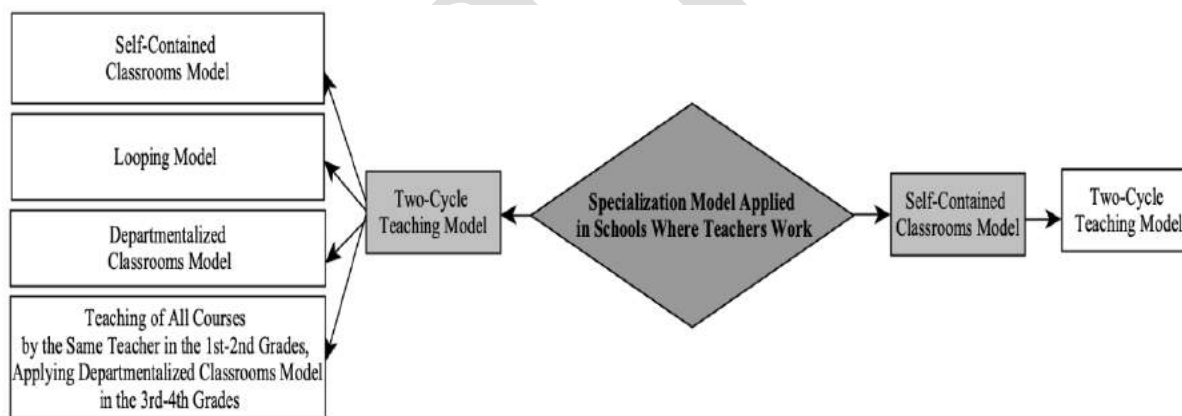 Self-Contained
Classrooms Model
Looping Model
Departmentalized
Classrooms Model
Teaching of All Courses
by the Same Teacher in the 1st-2nd Grades,
Applying Departmentalized Classrooms Model
in the 3rd-4th Grades
Two-Cycle
Teaching Model
Specialization Model Applied
in Schools Where Teachers Work
Self-Contained
Classrooms Model
Two-Cycle
Teaching Model